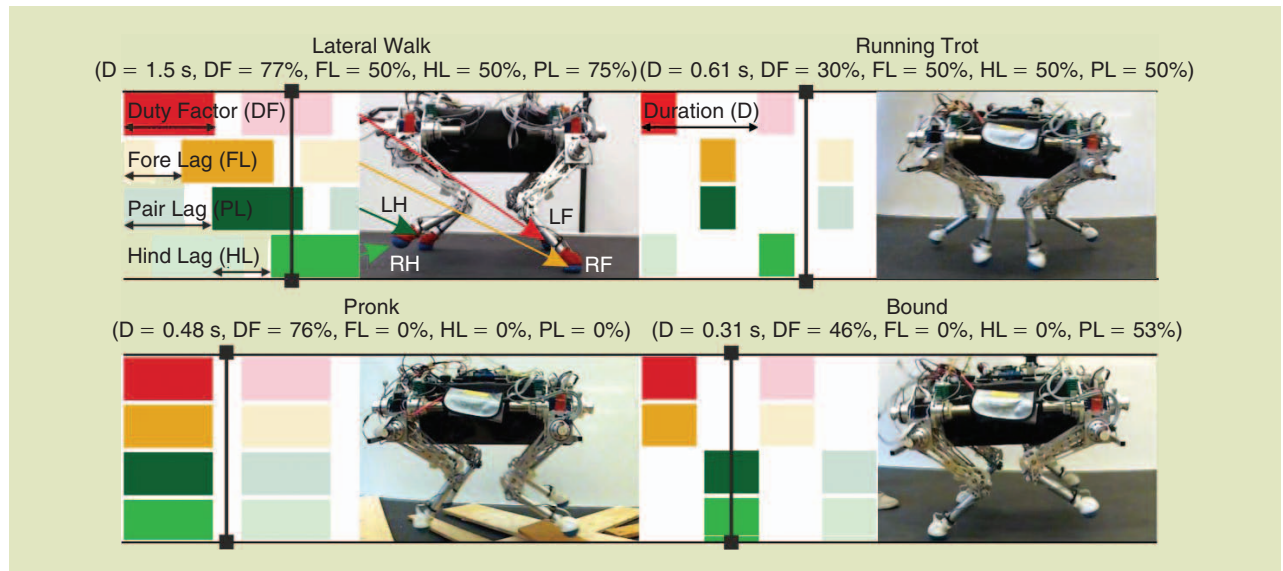 Lateral Walk
(D = 1.5 s, DF = 77%, FL = 50%, HL = 50%, PL = 75%)
Duty Factor (DF)
Fore Lag (FL)
Pair Lag (PL)
Hind Lag (HL)
LH
LF
RH
RF
Running Trot
(D = 0.61 s, DF = 30%, FL = 50%, HL = 50%, PL = 50%)
Duration (D)
Pronk
(D = 0.48 s, DF = 76%, FL = 0%, HL = 0%, PL = 0%)
Bound
(D = 0.31 s, DF = 46%, FL = 0%, HL = 0%, PL = 53%)